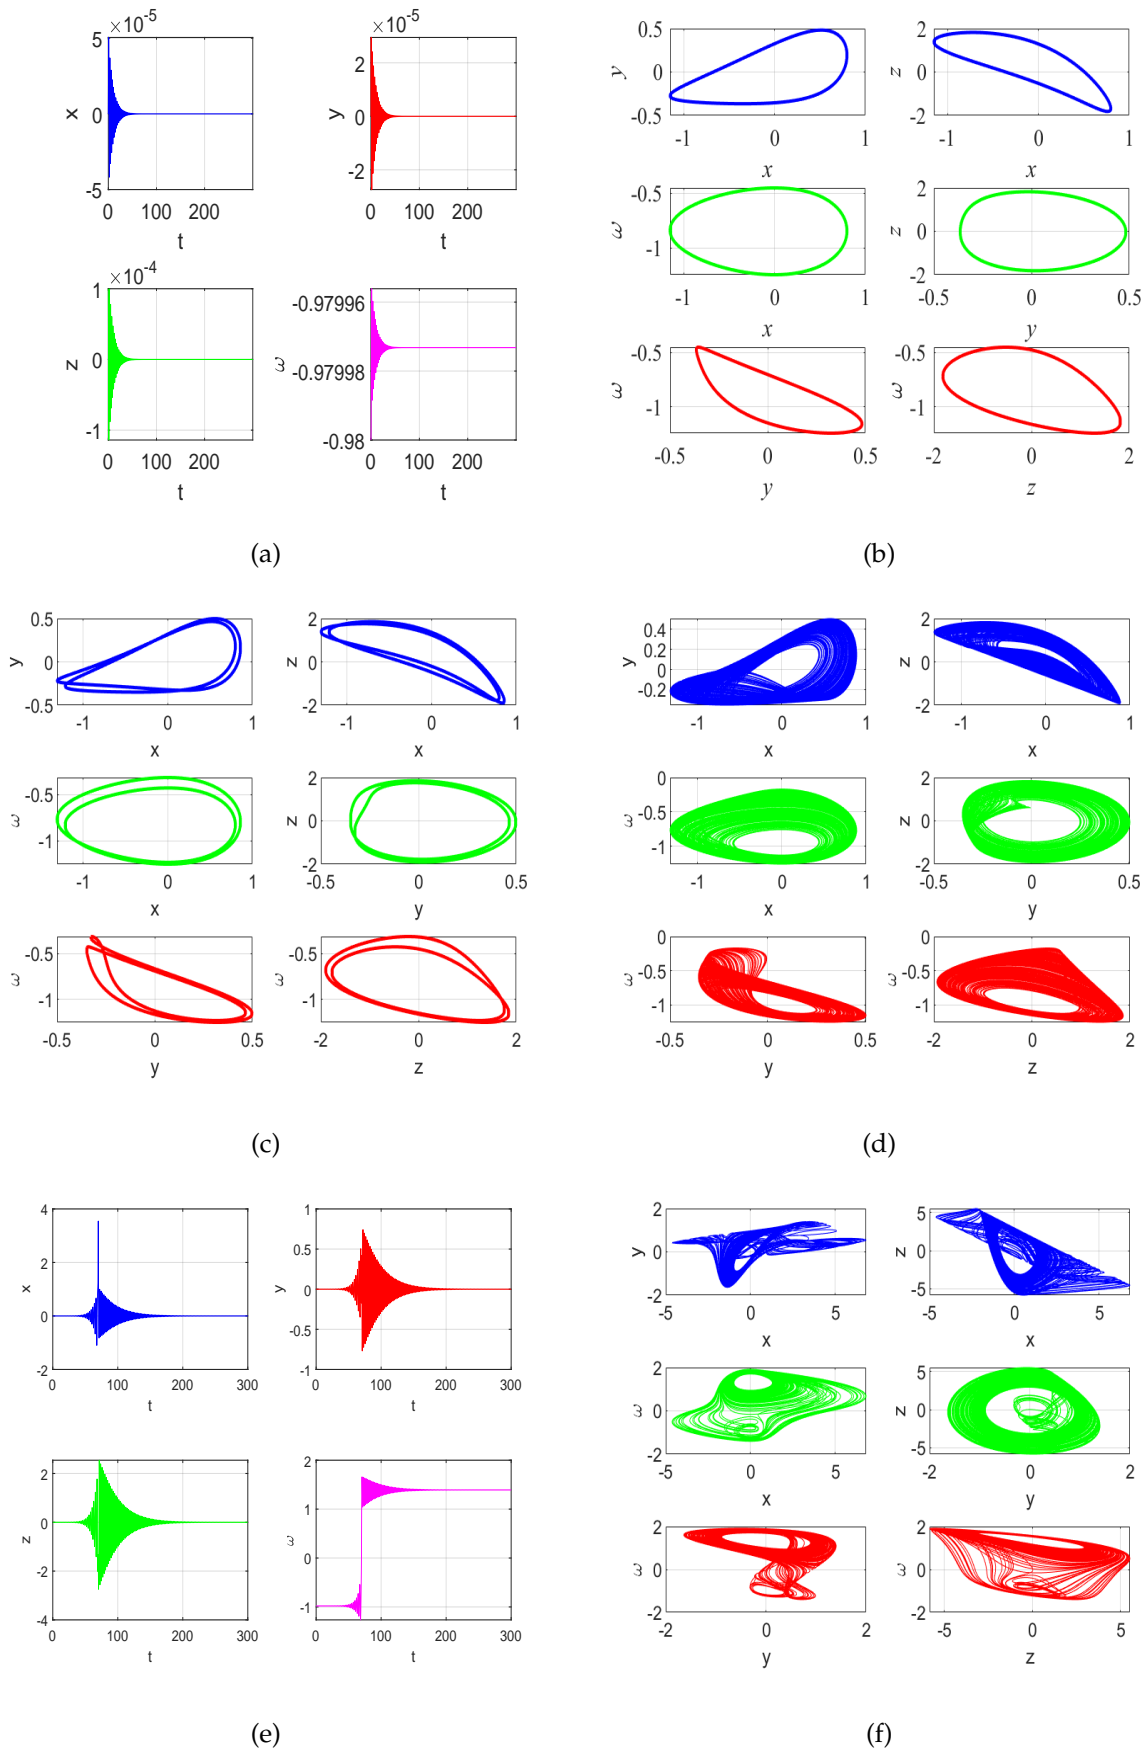 ×10⁻⁵
5
0
-5
x
0 100 200
t
×10⁻⁵
2
0
-2
y
0 100 200
t
×10⁻⁴
1
0
-1
z
0 100 200
t
-0.97996
-0.97998
-0.98
ω
0 100 200
t
(a)
0.5
0
-0.5
y
-1 0 1
x
2
0
-2
z
-1 0 1
x
-0.5
-1
ω
-1 0 1
x
2
0
-2
z
-0.5 0 0.5
y
-0.5
-1
ω
-0.5 0 0.5
y
-0.5
-1
ω
-2 0 2
z
(b)
0.5
0
-0.5
y
-1 0 1
x
2
0
-2
z
-1 0 1
x
-0.5
-1
ω
-1 0 1
x
2
0
-2
z
-0.5 0 0.5
y
-0.5
-1
ω
-0.5 0 0.5
y
-0.5
-1
ω
-2 0 2
z
(c)
0.4
0.2
0
-0.2
y
-1 0 1
x
2
0
-2
z
-1 0 1
x
0
-0.5
-1
ω
-1 0 1
x
2
0
-2
z
-0.5 0 0.5
y
0
-0.5
-1
ω
-0.5 0 0.5
y
0
-0.5
-1
ω
-2 0 2
z
(d)
4
2
0
-2
x
0 100 200 300
t
1
0.5
0
-0.5
-1
y
0 100 200 300
t
2
0
-2
-4
z
0 100 200 300
t
2
1
0
-1
ω
0 100 200 300
t
(e)
2
0
-2
y
-5 0 5
x
5
0
-5
z
-5 0 5
x
2
0
-2
ω
-5 0 5
x
5
0
-5
z
-2 0 2
y
2
0
-2
ω
-2 0 2
y
2
0
-2
ω
-5 0 5
z
(f)